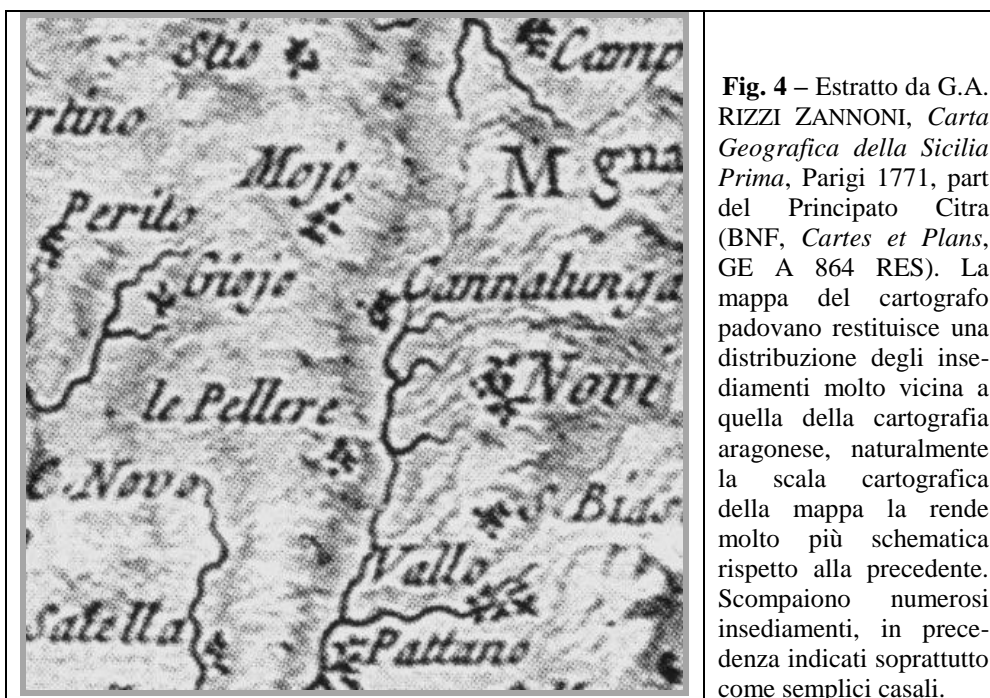 Stio
Camp
rtino
Mojo
M gna
Perito
Gioje
Cannalunga
Novi
le Pellere
C. Novo
S. Bias
Vallo
Satella
Pattano
Fig. 4 – Estratto da G.A.
RIZZI ZANNONI, Carta
Geografica della Sicilia
Prima, Parigi 1771, part
del Principato Citra
(BNF, Cartes et Plans,
GE A 864 RES). La
mappa del cartografo
padovano restituisce una
distribuzione degli inse-
diamenti molto vicina a
quella della cartografia
aragonese, naturalmente
la scala cartografica
della mappa la rende
molto più schematica
rispetto alla precedente.
Scompaiono numerosi
insediamenti, in prece-
denza indicati soprattutto
come semplici casali.